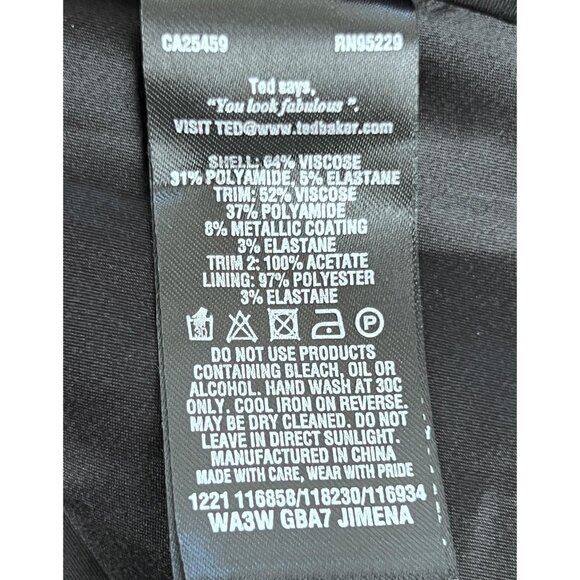 CA25459 RN95229
Ted says,
"You look fabulous".
VISIT TED@www.tedbaker.com
SHELL: 64% VISCOSE
31% POLYAMIDE, 5% ELASTANE
TRIM: 52% VISCOSE
37% POLYAMIDE
8% METALLIC COATING
3% ELASTANE
TRIM 2: 100% ACETATE
LINING: 97% POLYESTER
3% ELASTANE
30 P
DO NOT USE PRODUCTS
CONTAINING BLEACH, OIL OR
ALCOHOL. HAND WASH AT 30C
ONLY. COOL IRON ON REVERSE.
MAY BE DRY CLEANED. DO NOT
LEAVE IN DIRECT SUNLIGHT.
MANUFACTURED IN CHINA
MADE WITH CARE, WEAR WITH PRIDE
1221 116858/118230/116934
WA3W GBA7 JIMENA